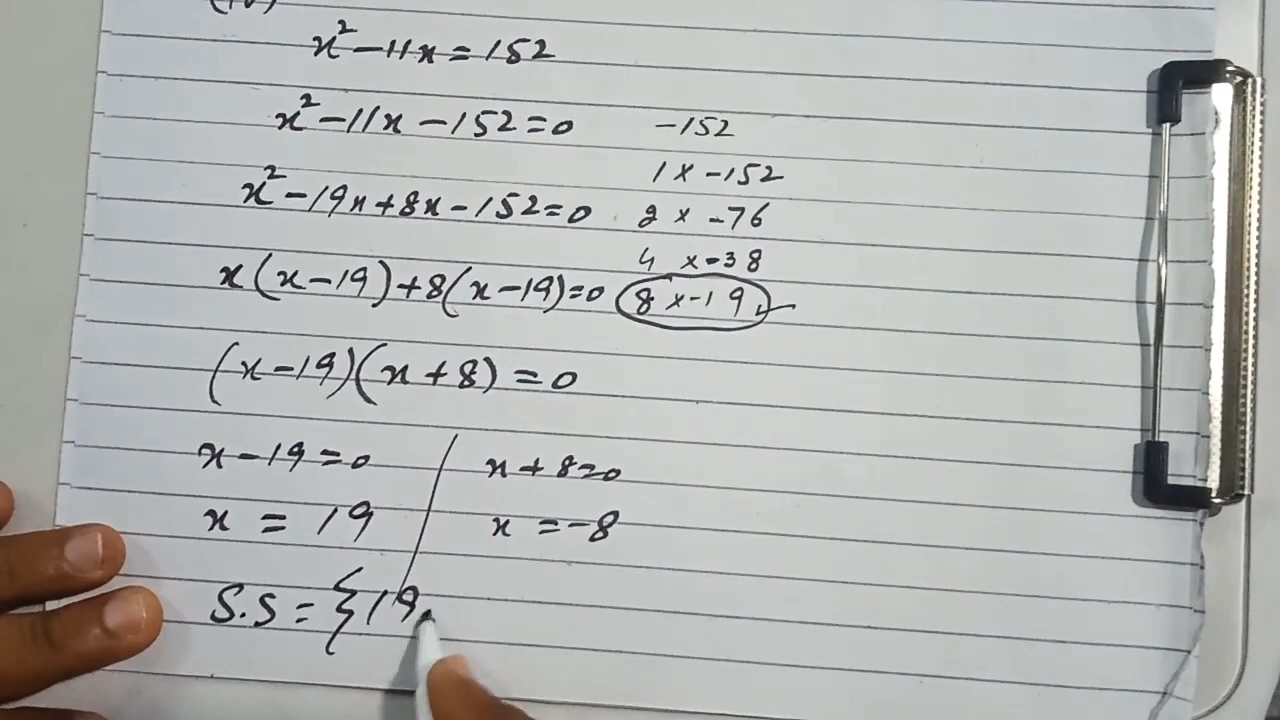 x² - 11x = 152
x² - 11x - 152 = 0
-152
1 x -152
x² - 19x + 8x - 152 = 0
2 x -76
4 x -38
x(x - 19) + 8(x - 19) = 0
8 x -19
(x - 19)(x + 8) = 0
x - 19 = 0
x + 8 = 0
x = 19
x = -8
S.S = {19,